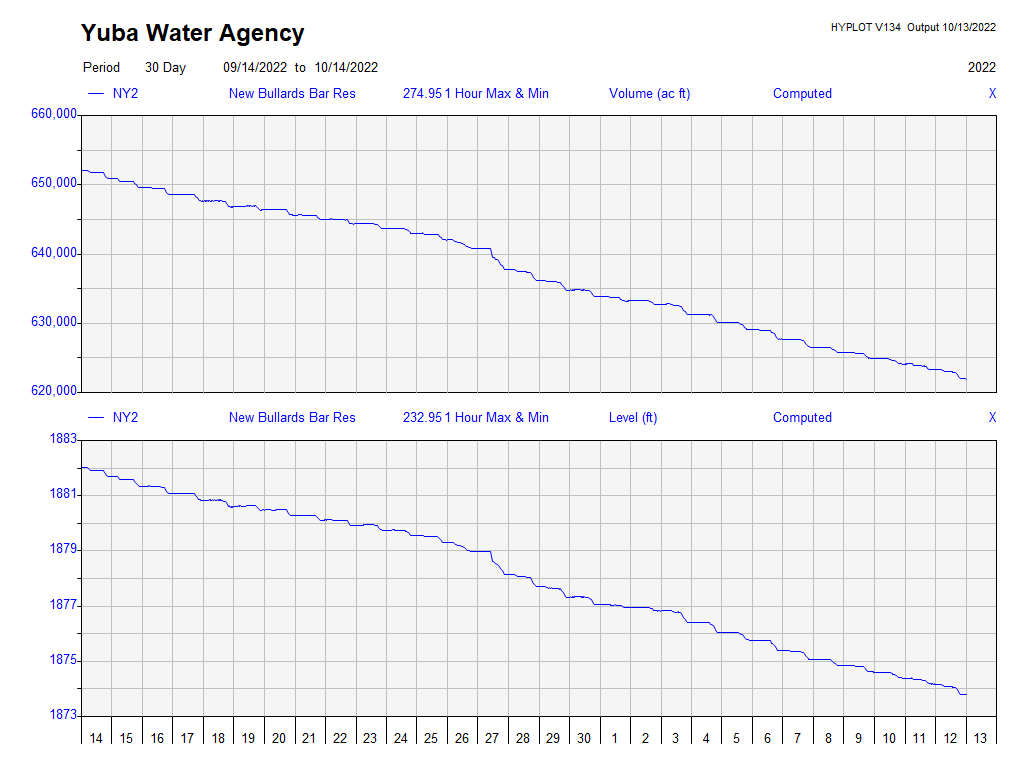 Yuba Water Agency
HYPLOT V134 Output 10/13/2022
Period 30 Day 09/14/2022 to 10/14/2022 2022
NY2 New Bullards Bar Res 274.95 1 Hour Max & Min Volume (ac ft) Computed X
660,000
650,000
640,000
630,000
620,000
NY2 New Bullards Bar Res 232.95 1 Hour Max & Min Level (ft) Computed X
1883
1881
1879
1877
1875
1873
14 15 16 17 18 19 20 21 22 23 24 25 26 27 28 29 30 1 2 3 4 5 6 7 8 9 10 11 12 13